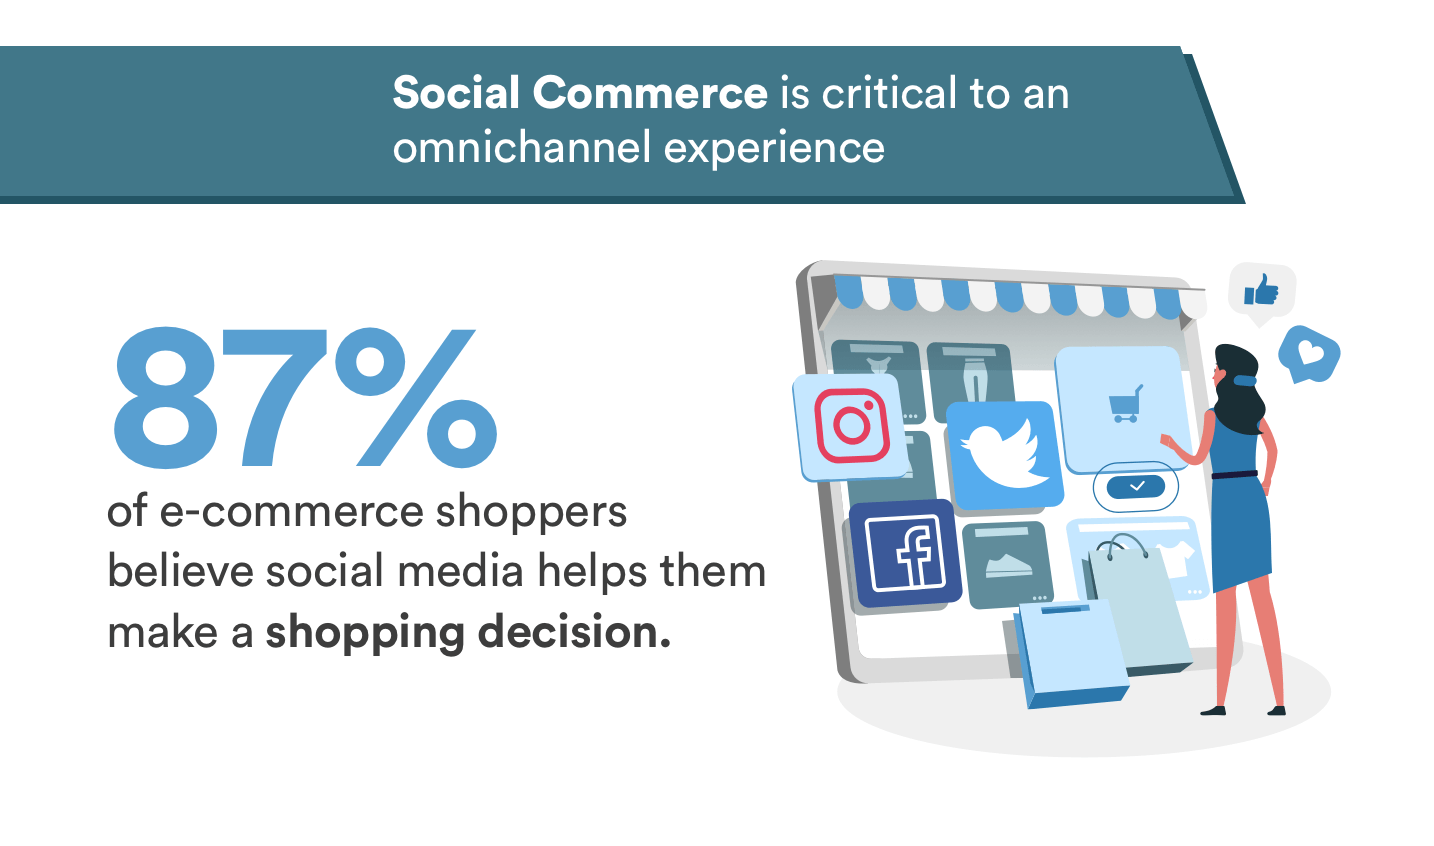 Social Commerce is critical to an
omnichannel experience
87%
of e-commerce shoppers
believe social media helps them
make a shopping decision.